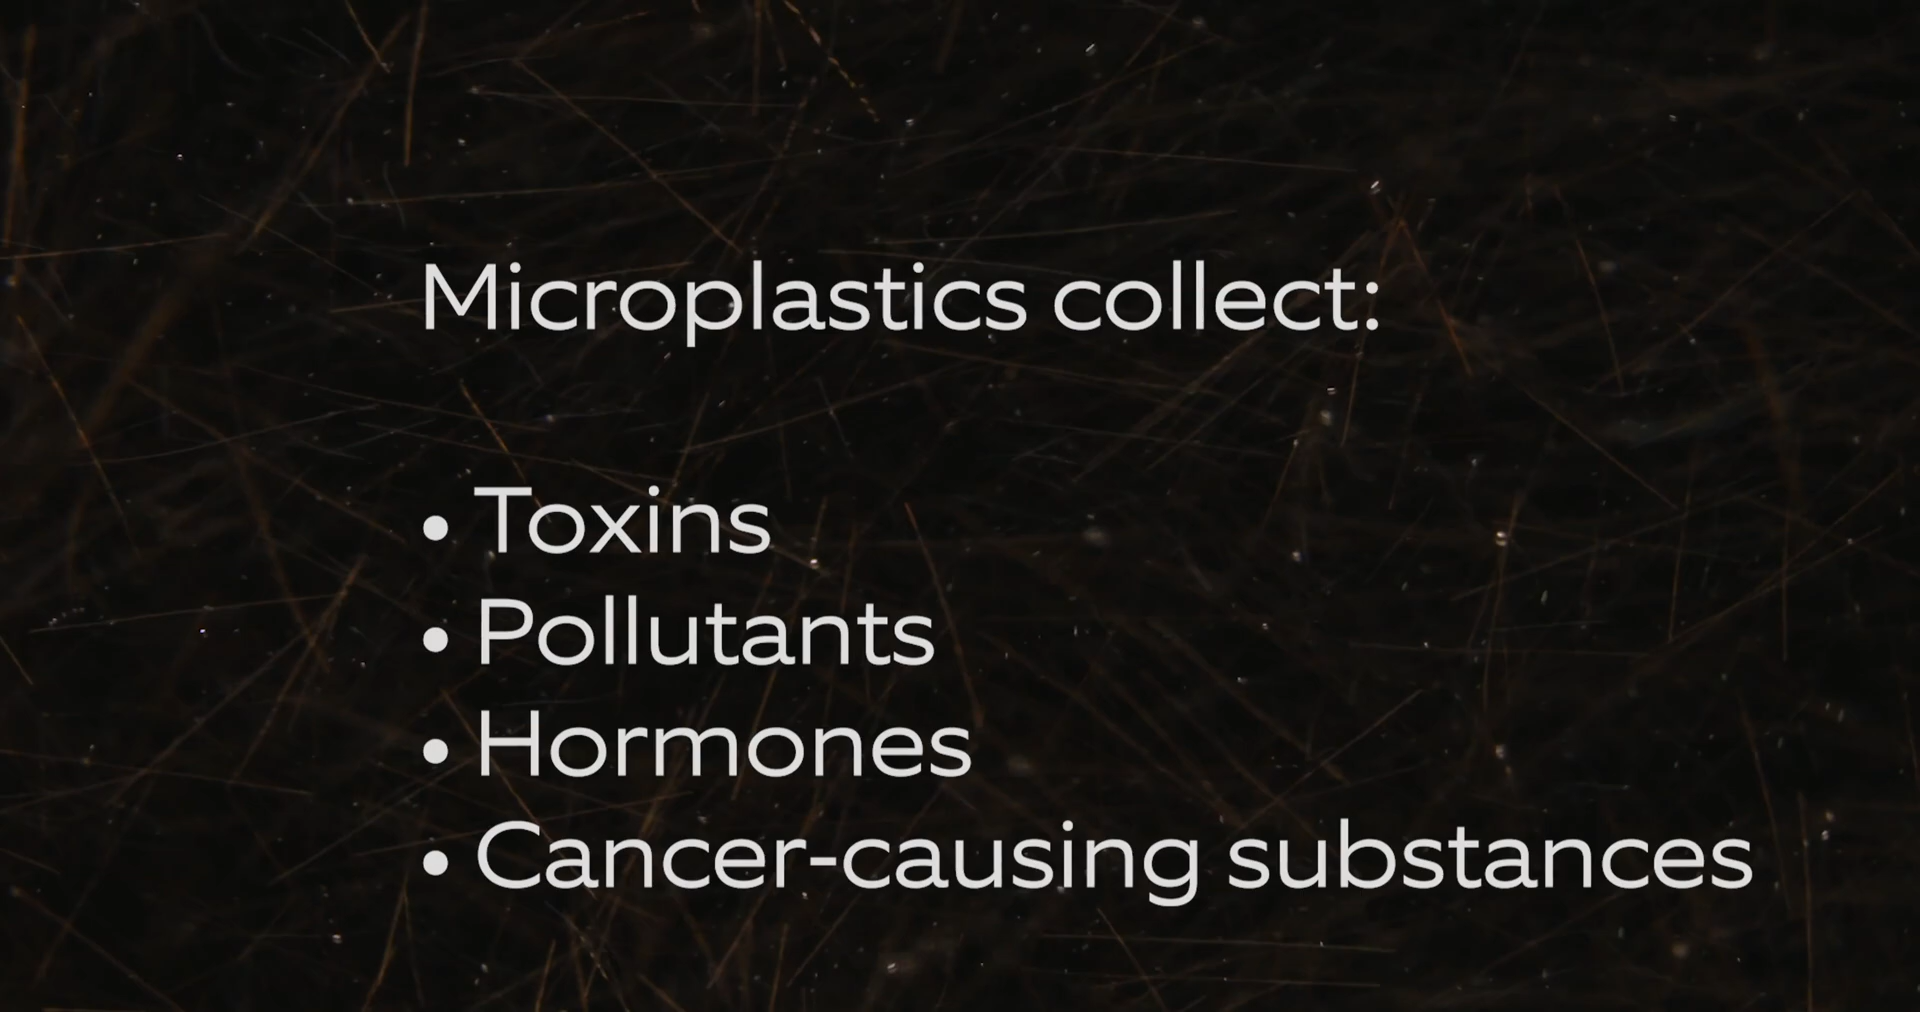 Microplastics collect:
• Toxins
• Pollutants
• Hormones
• Cancer-causing substances